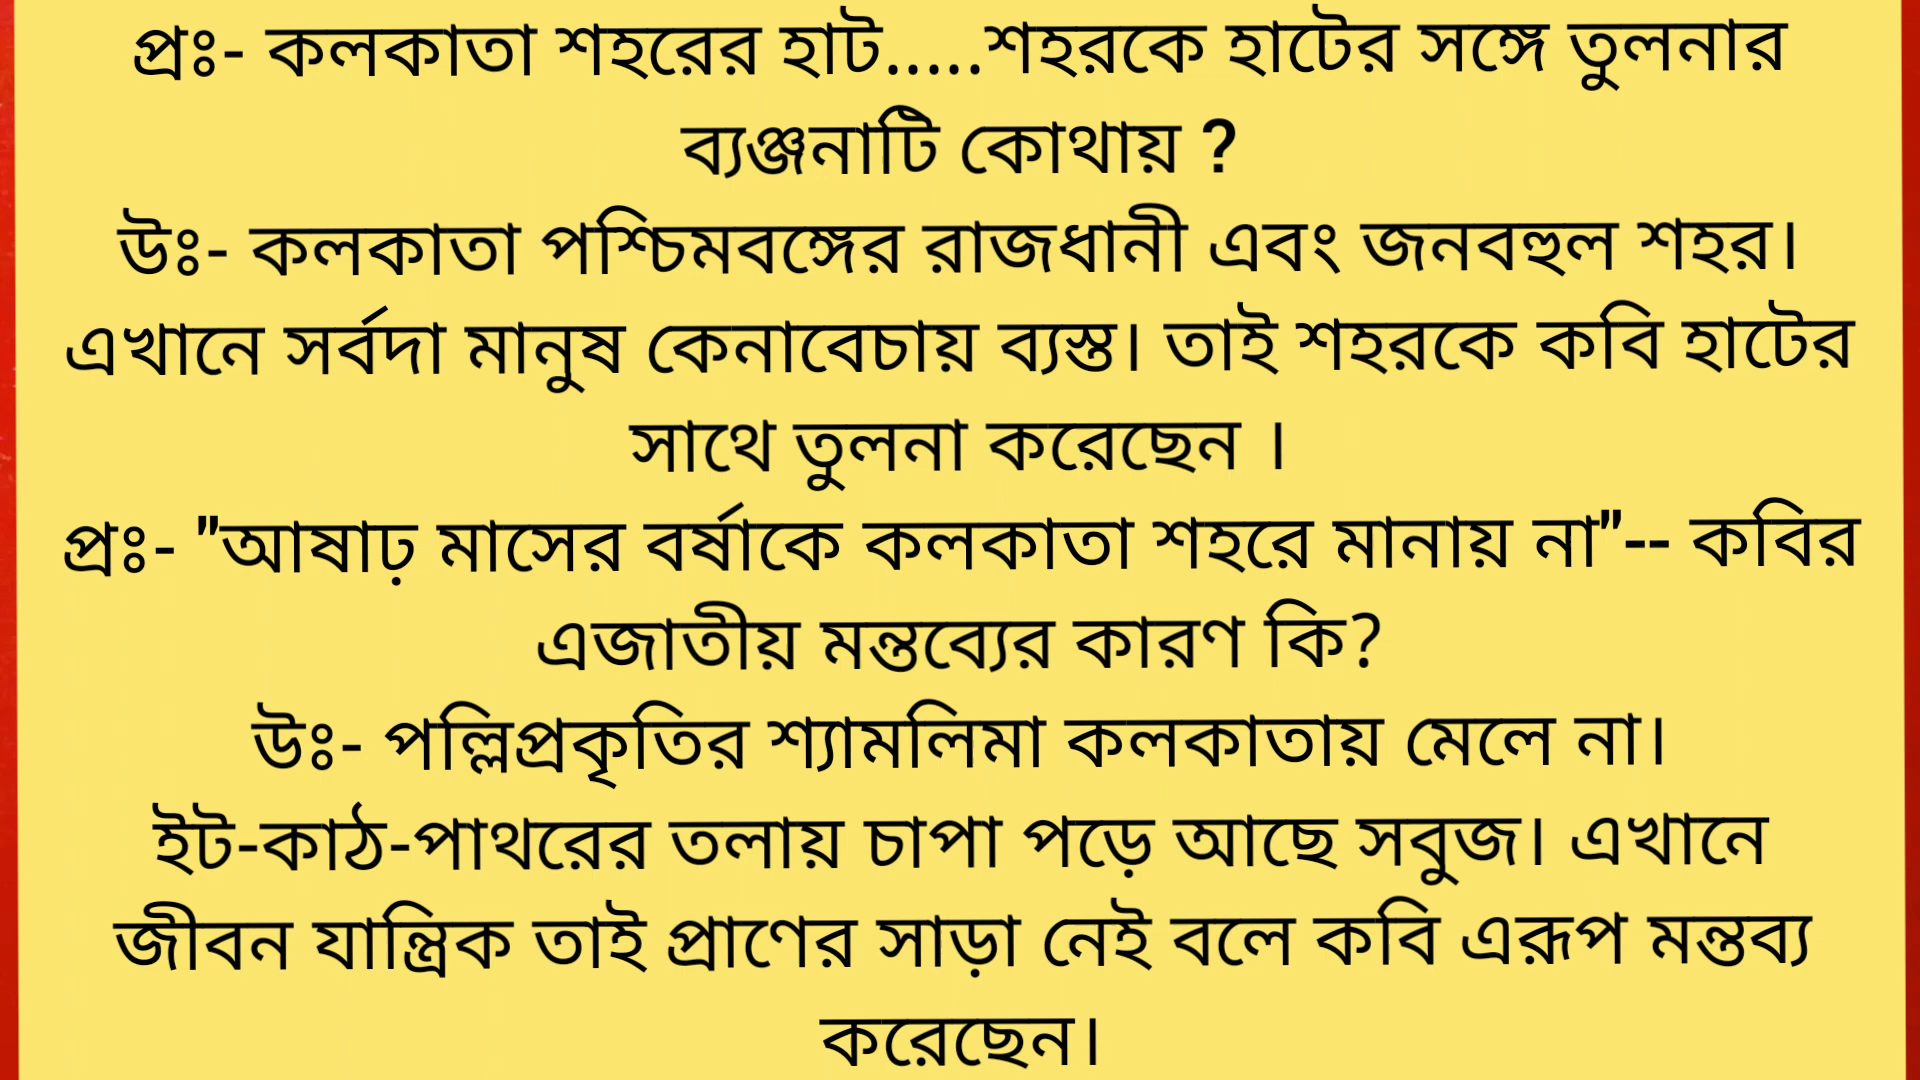 প্রঃ- কলকাতা শহরের হাট.....শহরকে হাটের সঙ্গে তুলনার
ব্যঞ্জনাটি কোথায় ?
উঃ- কলকাতা পশ্চিমবঙ্গের রাজধানী এবং জনবহুল শহর।
এখানে সর্বদা মানুষ কেনাবেচায় ব্যস্ত। তাই শহরকে কবি হাটের
সাথে তুলনা করেছেন ।
প্রঃ- "আষাঢ় মাসের বর্ষাকে কলকাতা শহরে মানায় না"-- কবির
এজাতীয় মন্তব্যের কারণ কি?
উঃ- পল্লিপ্রকৃতির শ্যামলিমা কলকাতায় মেলে না।
ইট-কাঠ-পাথরের তলায় চাপা পড়ে আছে সবুজ। এখানে
জীবন যান্ত্রিক তাই প্রাণের সাড়া নেই বলে কবি এরূপ মন্তব্য
করেছেন।